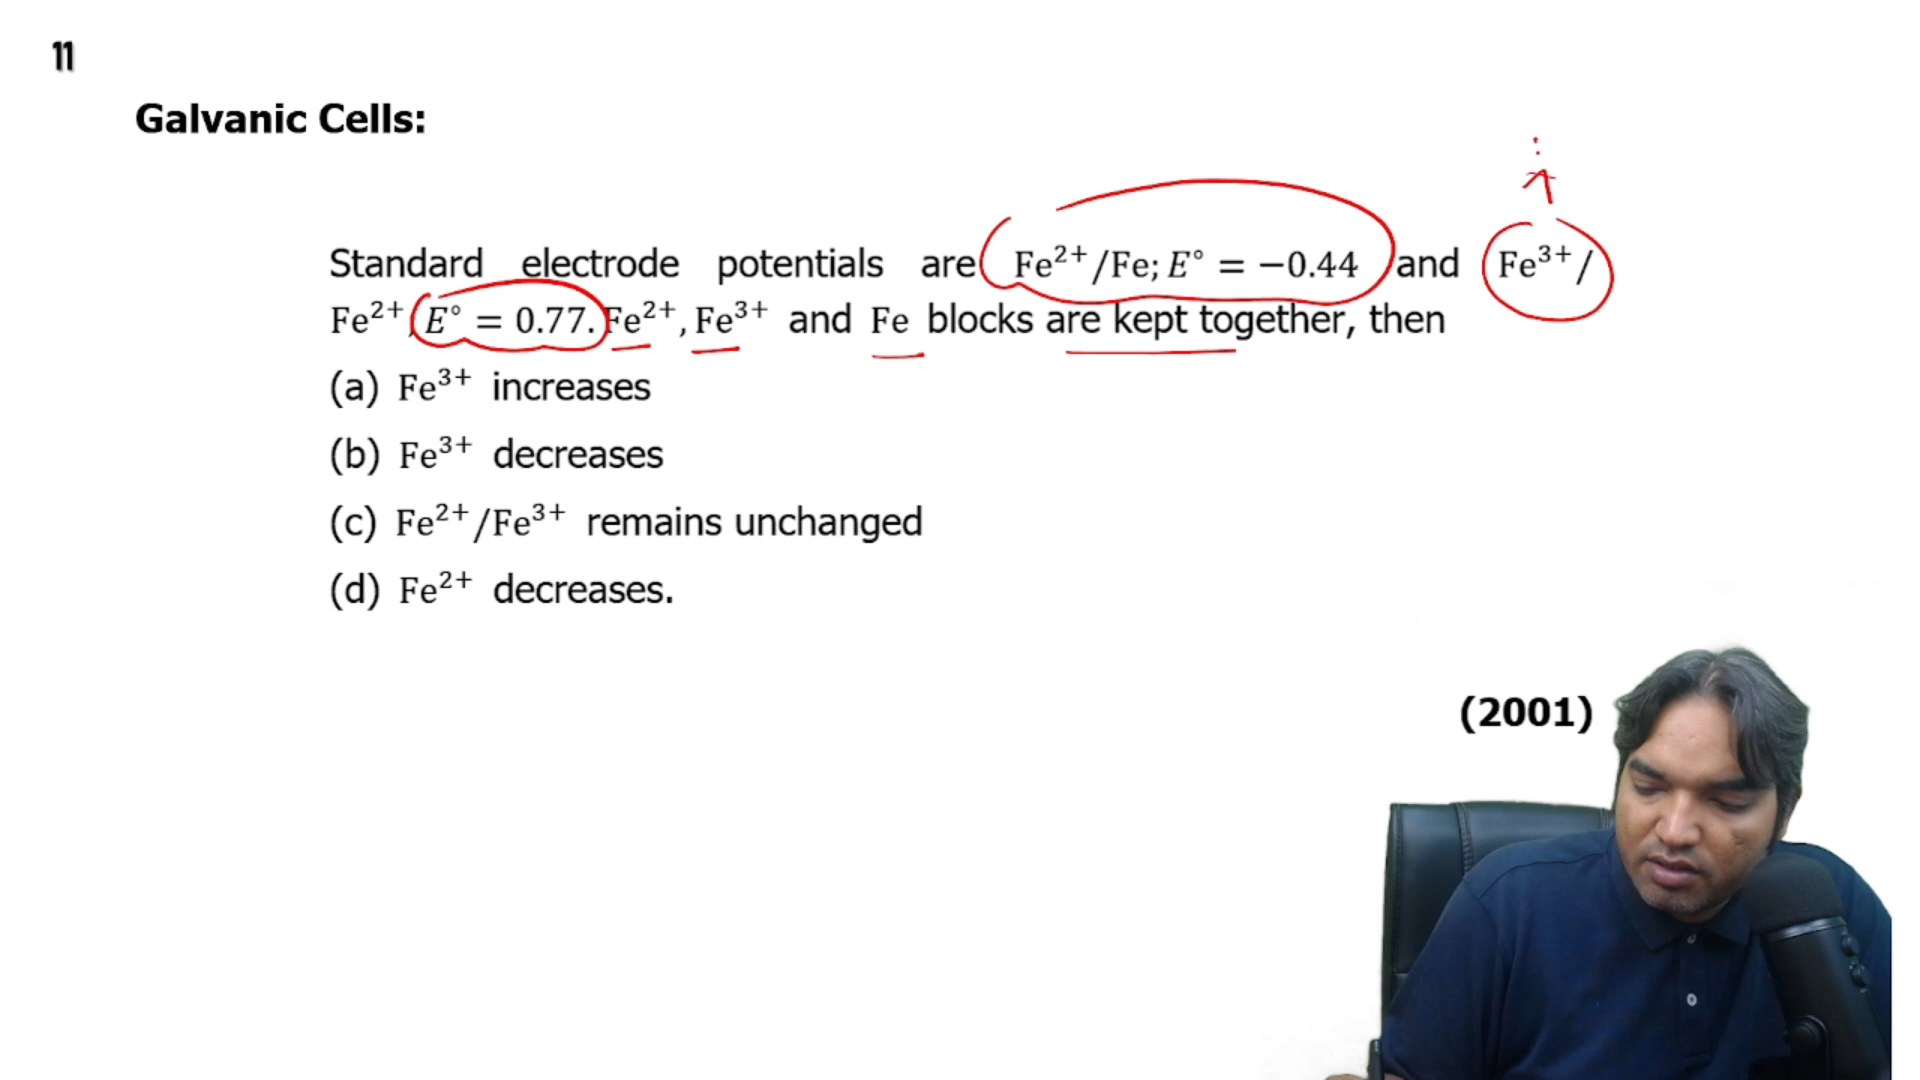 11
Galvanic Cells:
Standard electrode potentials are Fe²⁺/Fe; E° = −0.44 and Fe³⁺/
Fe²⁺, E° = 0.77. Fe²⁺, Fe³⁺ and Fe blocks are kept together, then
(a) Fe³⁺ increases
(b) Fe³⁺ decreases
(c) Fe²⁺/Fe³⁺ remains unchanged
(d) Fe²⁺ decreases.
(2001)